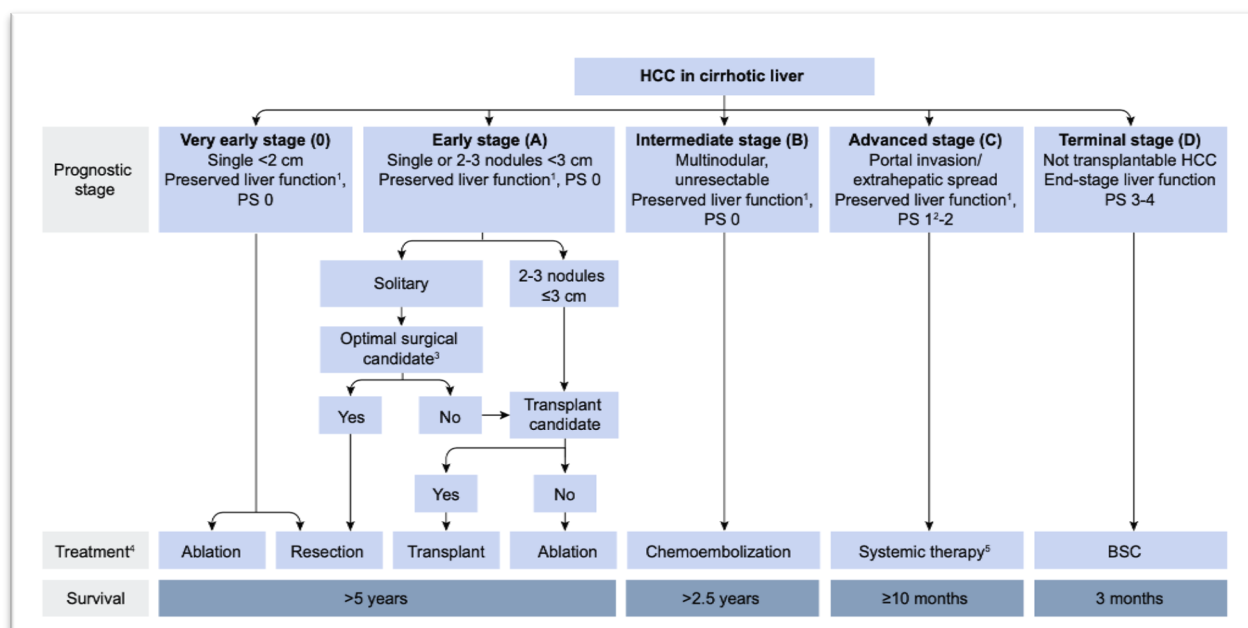 HCC in cirrhotic liver
Prognostic
stage
Very early stage (0)
Single <2 cm
Preserved liver function¹,
PS 0
Early stage (A)
Single or 2-3 nodules <3 cm
Preserved liver function¹, PS 0
Intermediate stage (B)
Multinodular,
unresectable
Preserved liver function¹,
PS 0
Advanced stage (C)
Portal invasion/
extrahepatic spread
Preserved liver function¹,
PS 1²-2
Terminal stage (D)
Not transplantable HCC
End-stage liver function
PS 3-4
Solitary
2-3 nodules
≤3 cm
Optimal surgical
candidate³
Yes
No
Transplant
candidate
Yes
No
Treatment⁴
Ablation
Resection
Transplant
Ablation
Chemoembolization
Systemic therapy⁵
BSC
Survival
>5 years
>2.5 years
≥10 months
3 months